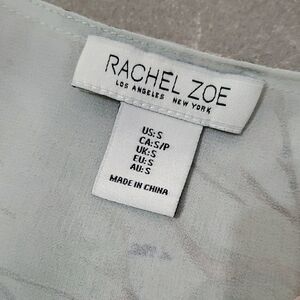 RACHEL ZOE
LOS ANGELES NEW YORK
US: S
CA: S/P
UK: S
EU: S
AU: S
MADE IN CHINA